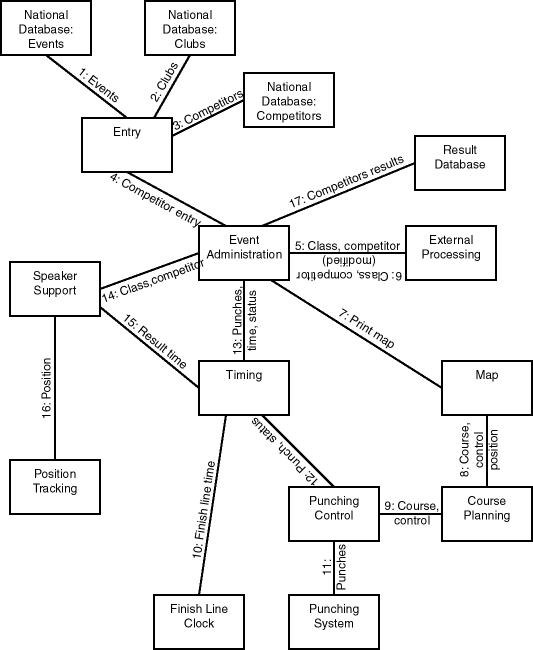 National
Database:
Events
National
Database:
Clubs
1: Events
2: Clubs
National
Database:
Competitors
3: Competitors
Entry
Result
Database
4: Competitor entry
17: Competitors results
Event
Administration
5: Class, competitor
6: Class, competitor
(modified)
External
Processing
Speaker
Support
14: Class,competitor
13: Punches,
time, status
7: Print map
15: Result time
Timing
Map
16: Position
12: Punch, status
8: Course,
control
position
Position
Tracking
10: Finish line time
Punching
Control
9: Course,
control
Course
Planning
11:
Punches
Finish Line
Clock
Punching
System